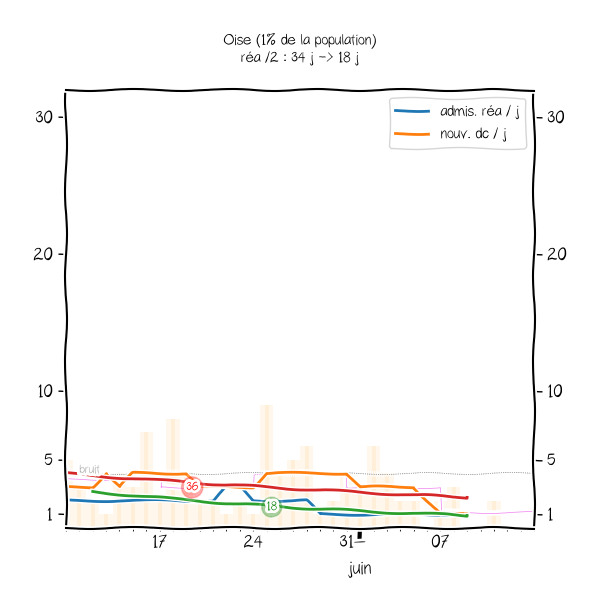 Oise (1% de la population)
réa /2 : 34 j -> 18 j
admis. réa / j
nouv. dc / j
30 30
20 20
10 10
5 5
bruit
36
18
1 1
17 24 31 07
juin